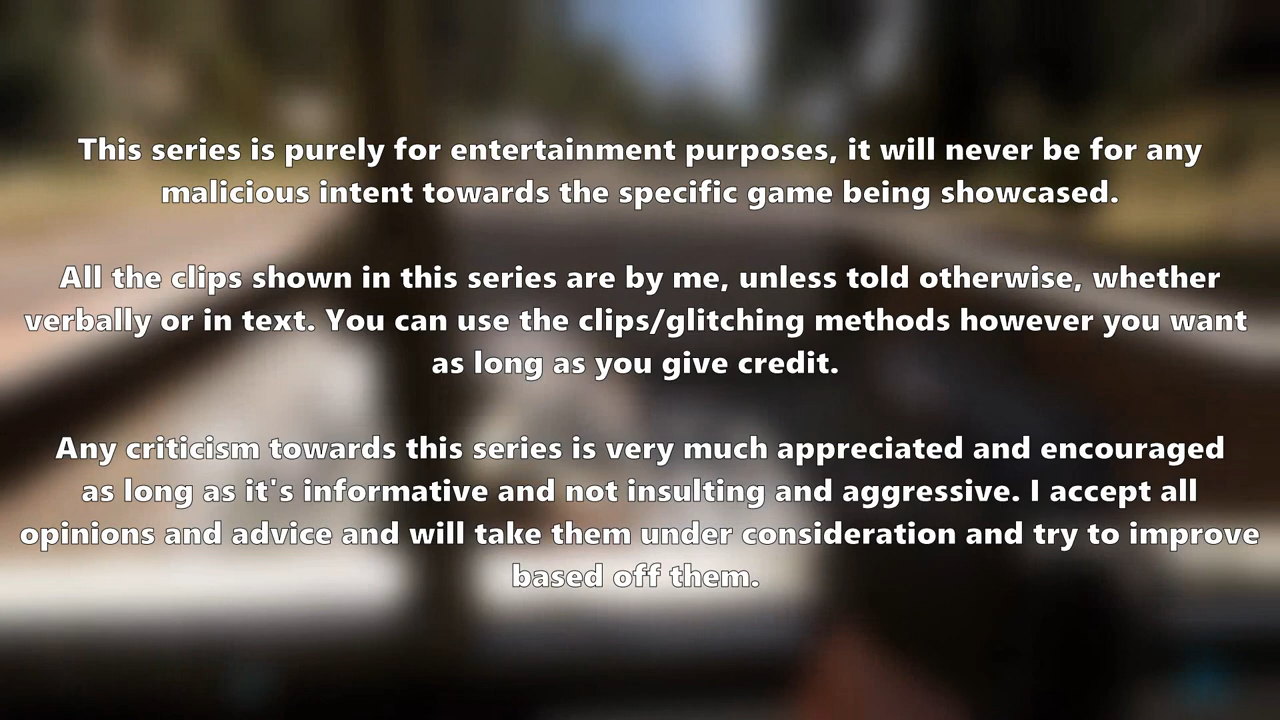 This series is purely for entertainment purposes, it will never be for any
malicious intent towards the specific game being showcased.
All the clips shown in this series are by me, unless told otherwise, whether
verbally or in text. You can use the clips/glitching methods however you want
as long as you give credit.
Any criticism towards this series is very much appreciated and encouraged
as long as it's informative and not insulting and aggressive. I accept all
opinions and advice and will take them under consideration and try to improve
based off them.